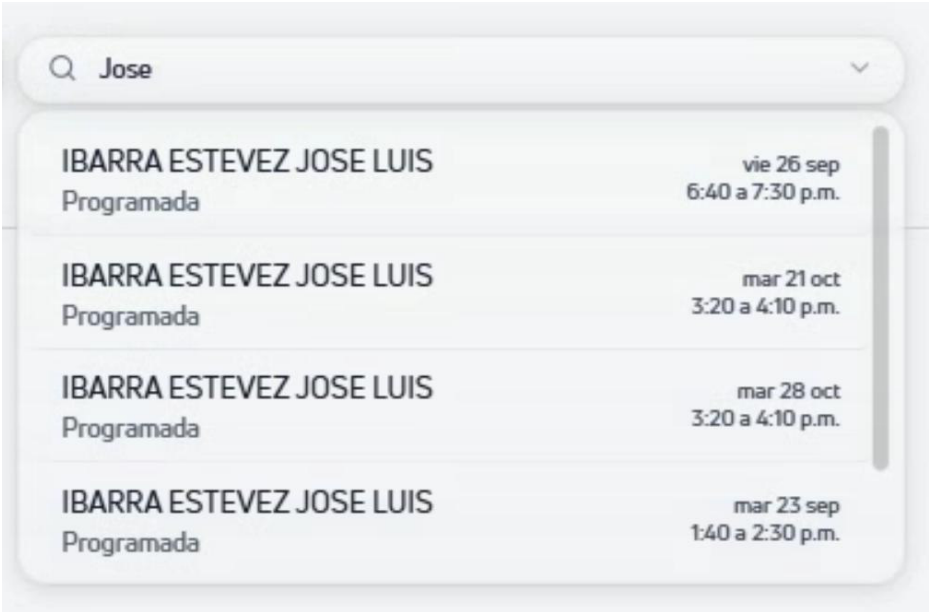 Jose
IBARRA ESTEVEZ JOSE LUIS
Programada
vie 26 sep
6:40 a 7:30 p.m.
IBARRA ESTEVEZ JOSE LUIS
Programada
mar 21 oct
3:20 a 4:10 p.m.
IBARRA ESTEVEZ JOSE LUIS
Programada
mar 28 oct
3:20 a 4:10 p.m.
IBARRA ESTEVEZ JOSE LUIS
Programada
mar 23 sep
1:40 a 2:30 p.m.